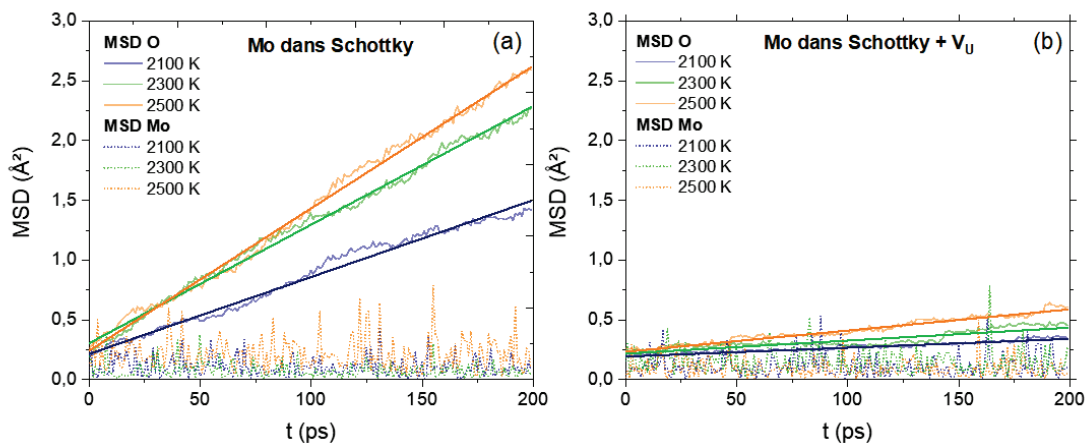 3,0
2,5
2,0
1,5
1,0
0,5
0,0
MSD (Å²)
MSD O
2100 K
2300 K
2500 K
MSD Mo
2100 K
2300 K
2500 K
Mo dans Schottky
(a)
0 50 100 150 200
t (ps)
3,0
2,5
2,0
1,5
1,0
0,5
0,0
MSD (Å²)
MSD O
2100 K
2300 K
2500 K
MSD Mo
2100 K
2300 K
2500 K
Mo dans Schottky + V_U
(b)
0 50 100 150 200
t (ps)